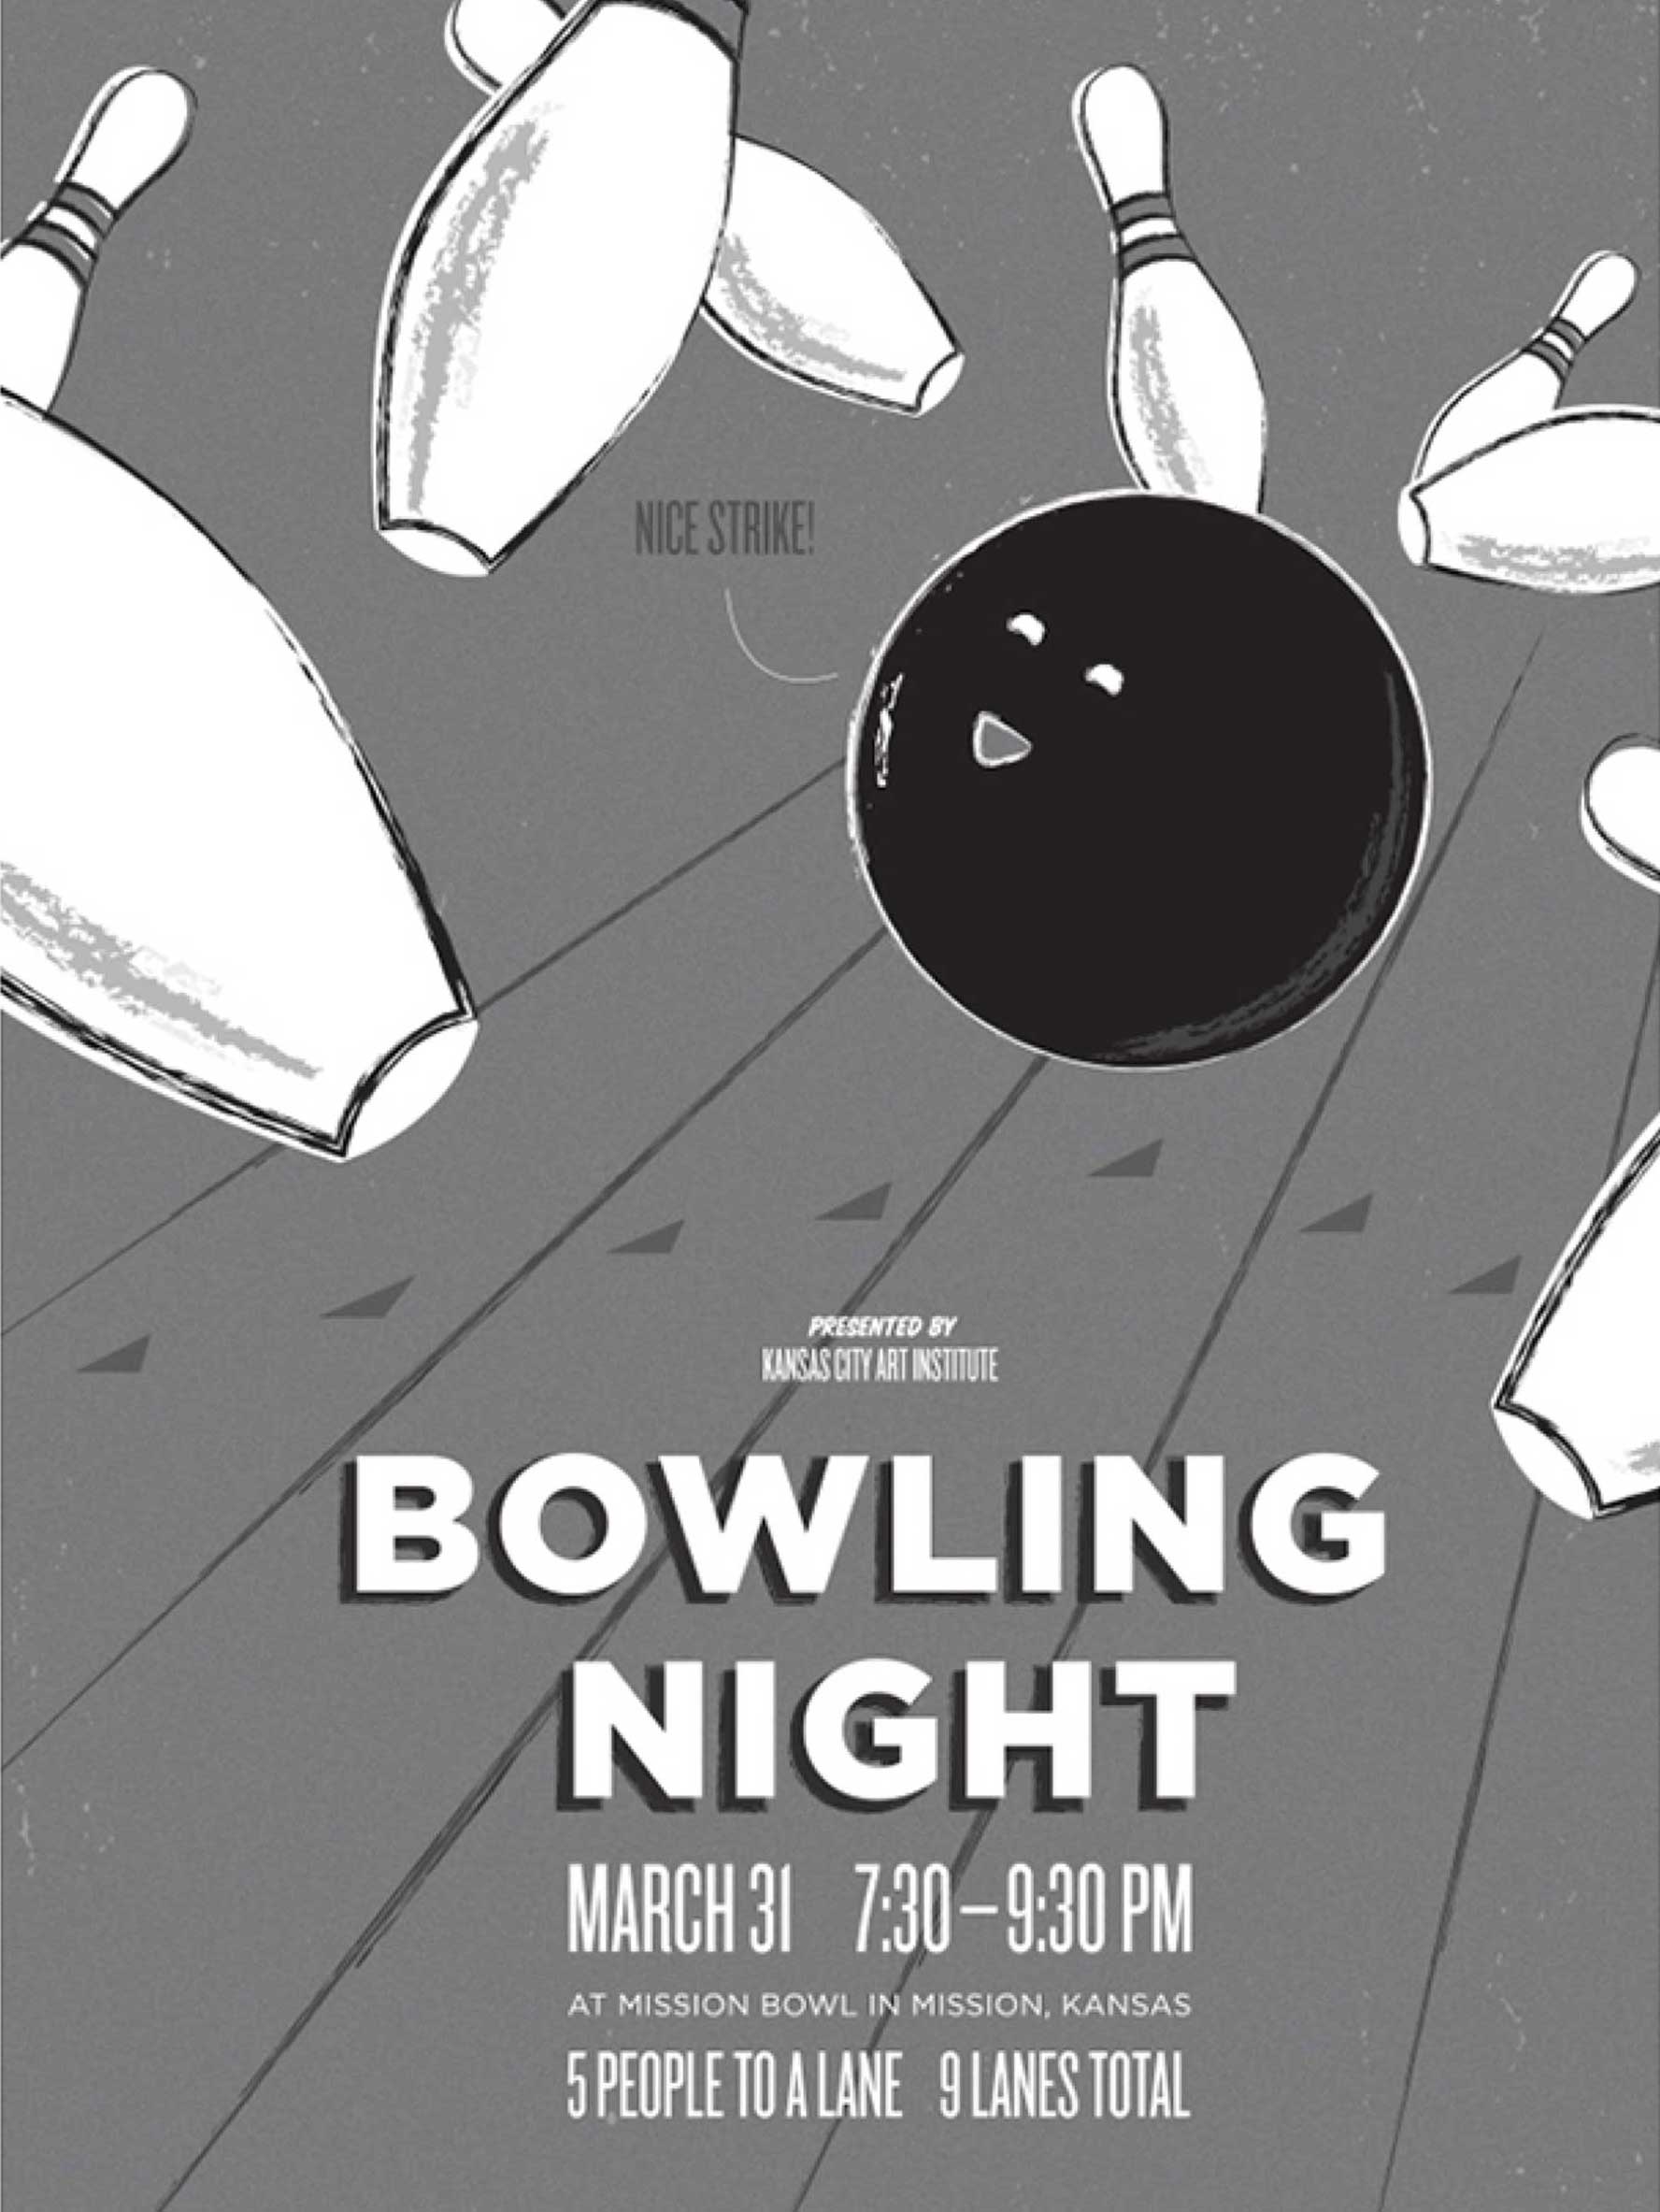 NICE STRIKE!
PRESENTED BY
KANSAS CITY ART INSTITUTE
BOWLING
NIGHT
MARCH 31 7:30–9:30 PM
AT MISSION BOWL IN MISSION, KANSAS
5 PEOPLE TO A LANE 9 LANES TOTAL